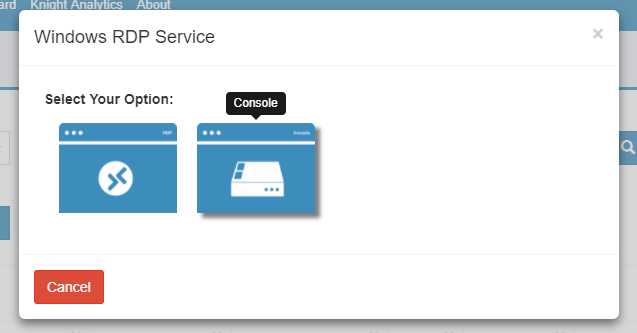 ard Knight Analytics About
Windows RDP Service ×
Select Your Option:
Console
RDP
Console
Cancel